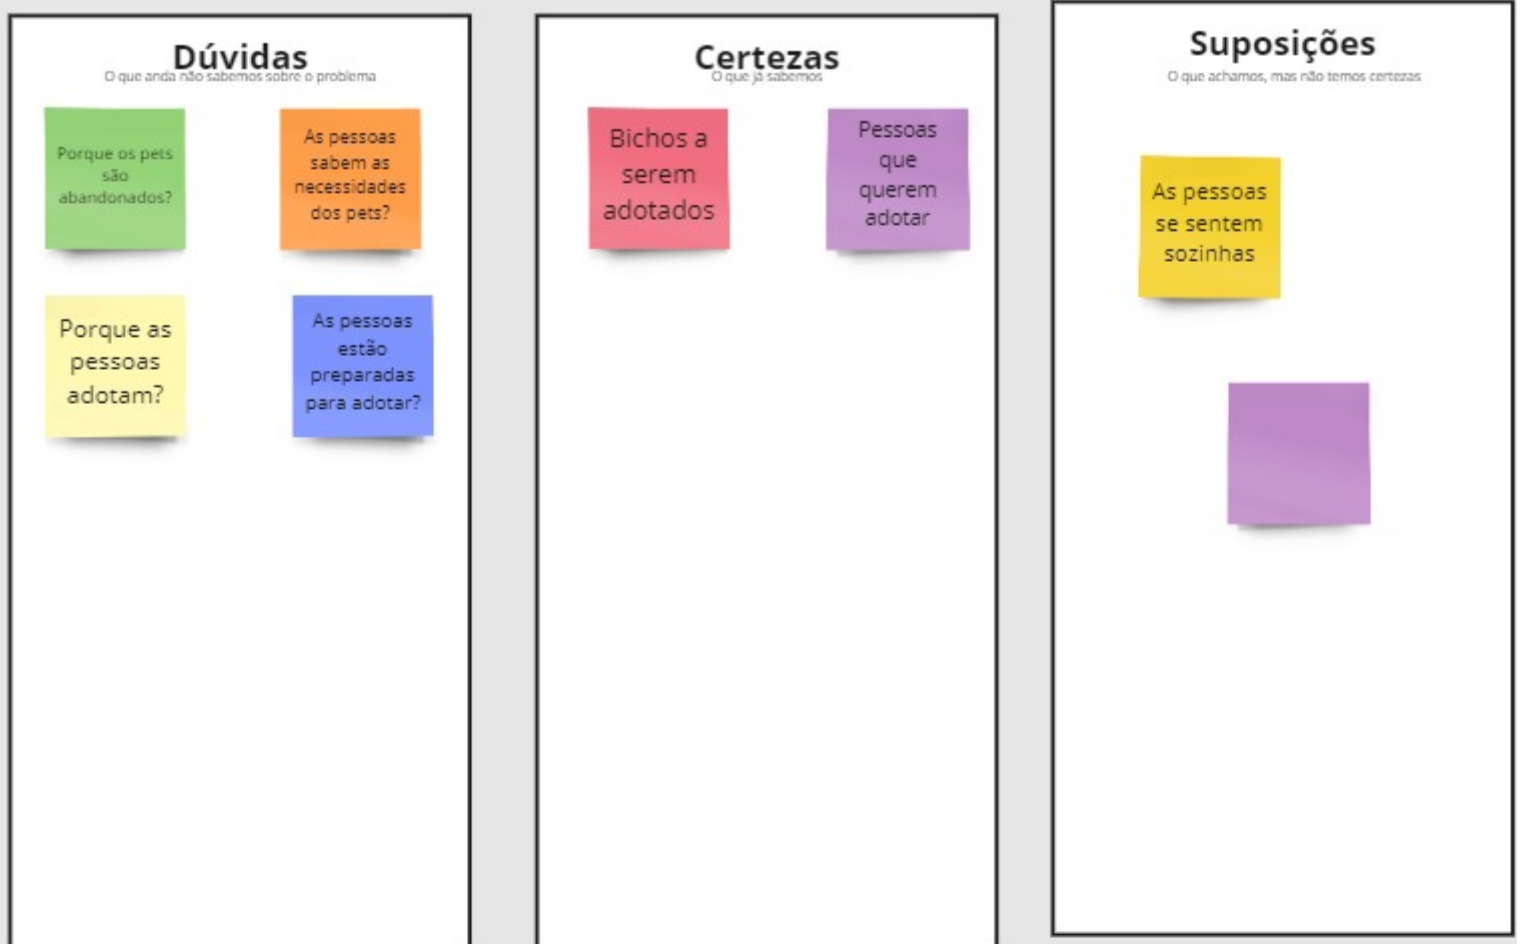 Dúvidas
O que anda não sabemos sobre o problema
Porque os pets
são
abandonados?
As pessoas
sabem as
necessidades
dos pets?
Porque as
pessoas
adotam?
As pessoas
estão
preparadas
para adotar?
Certezas
O que já sabemos
Bichos a
serem
adotados
Pessoas
que
querem
adotar
Suposições
O que achamos, mas não temos certezas
As pessoas
se sentem
sozinhas